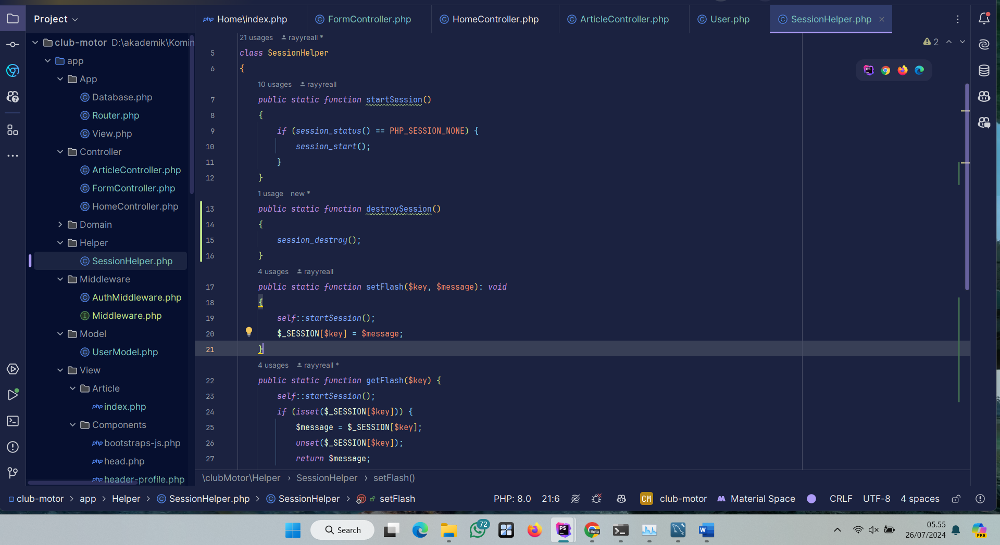 Project
php Home\index.php
FormController.php
HomeController.php
ArticleController.php
User.php
SessionHelper.php
club-motor D:\akademik\Komin
app
App
Database.php
Router.php
View.php
Controller
ArticleController.php
FormController.php
HomeController.php
Domain
Helper
SessionHelper.php
Middleware
AuthMiddleware.php
Middleware.php
Model
UserModel.php
View
Article
php index.php
Components
php bootstraps-js.php
php head.php
php header-profile.php
21 usages rayyreall *
5 class SessionHelper
6 {
10 usages rayyreall
7 public static function startSession()
8 {
9 if (session_status() == PHP_SESSION_NONE) {
10 session_start();
11 }
12 }
1 usage new *
13 public static function destroySession()
14 {
15 session_destroy();
16 }
4 usages rayyreall
17 public static function setFlash($key, $message): void
18 {
19 self::startSession();
20 $_SESSION[$key] = $message;
21 }
4 usages rayyreall *
22 public static function getFlash($key) {
23 self::startSession();
24 if (isset($_SESSION[$key])) {
25 $message = $_SESSION[$key];
26 unset($_SESSION[$key]);
27 return $message;
2
PS
\clubMotor\Helper › SessionHelper › setFlash()
club-motor > app > Helper > SessionHelper.php > SessionHelper > setFlash
PHP: 8.0 21:6 CM club-motor Material Space CRLF UTF-8 4 spaces
Search
72
PS
Beta
W
05.55
26/07/2024
PRE